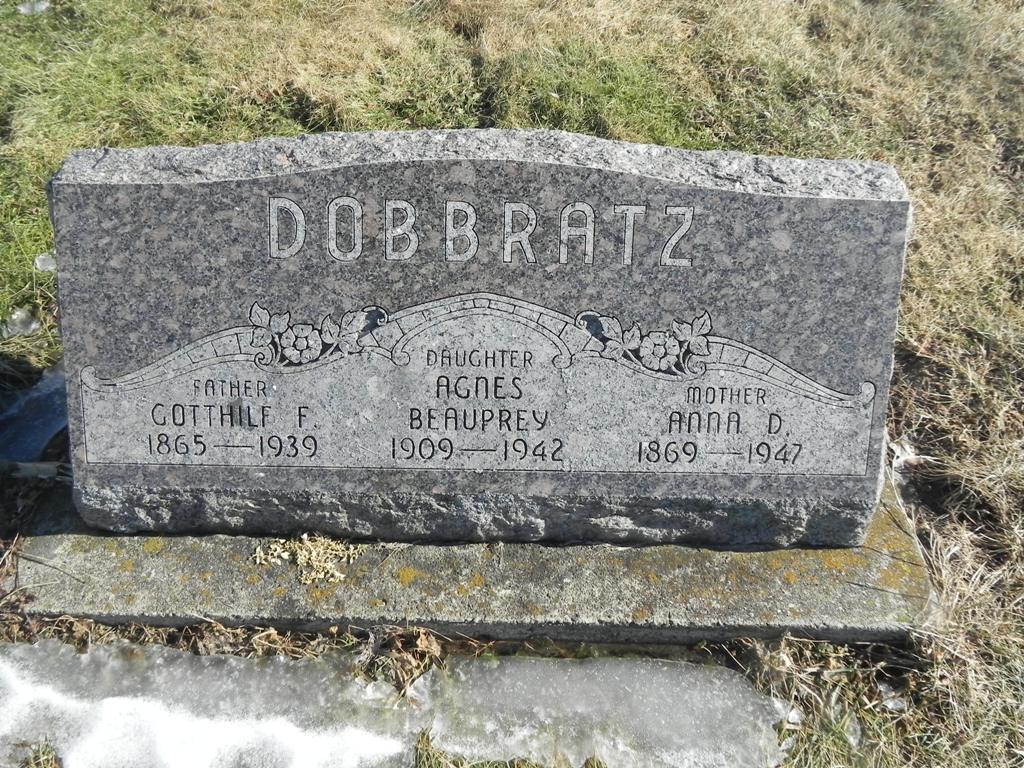 DOBBRATZ
FATHER
GOTTHILF F.
1865—1939
DAUGHTER
AGNES
BEAUPREY
1909—1942
MOTHER
ANNA D.
1869—1947